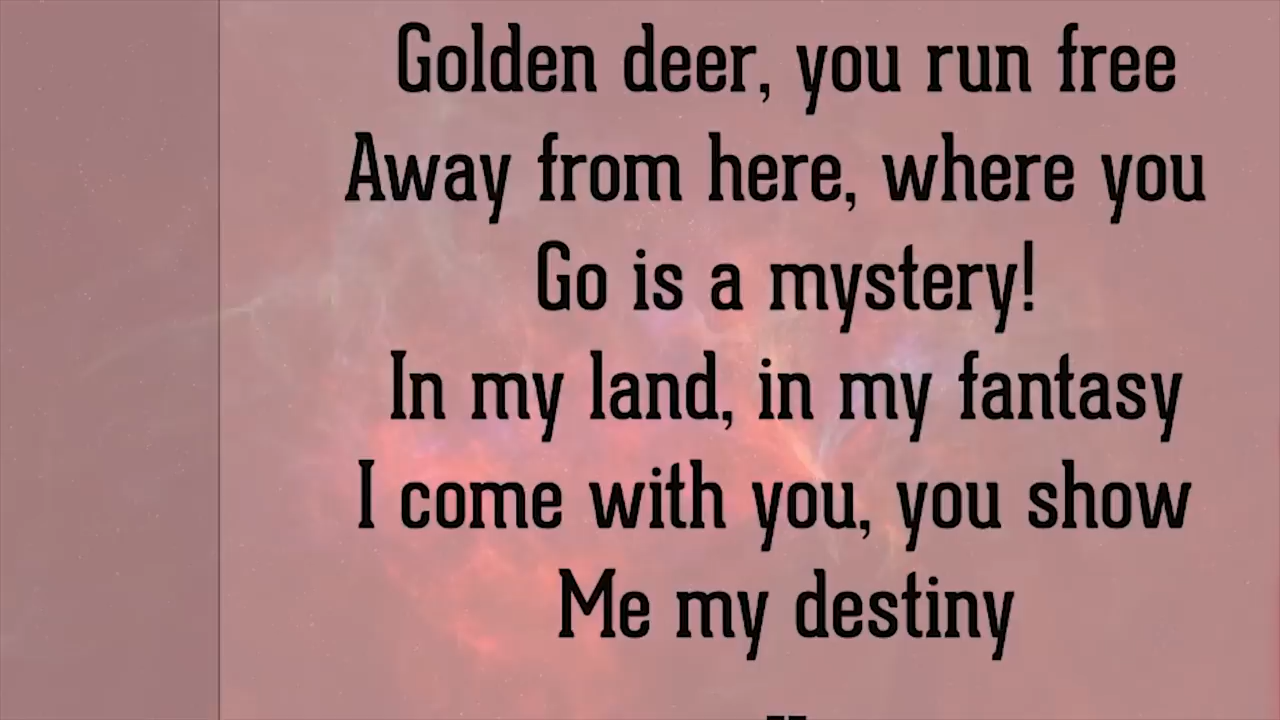 Golden deer, you run free
Away from here, where you
Go is a mystery!
In my land, in my fantasy
I come with you, you show
Me my destiny